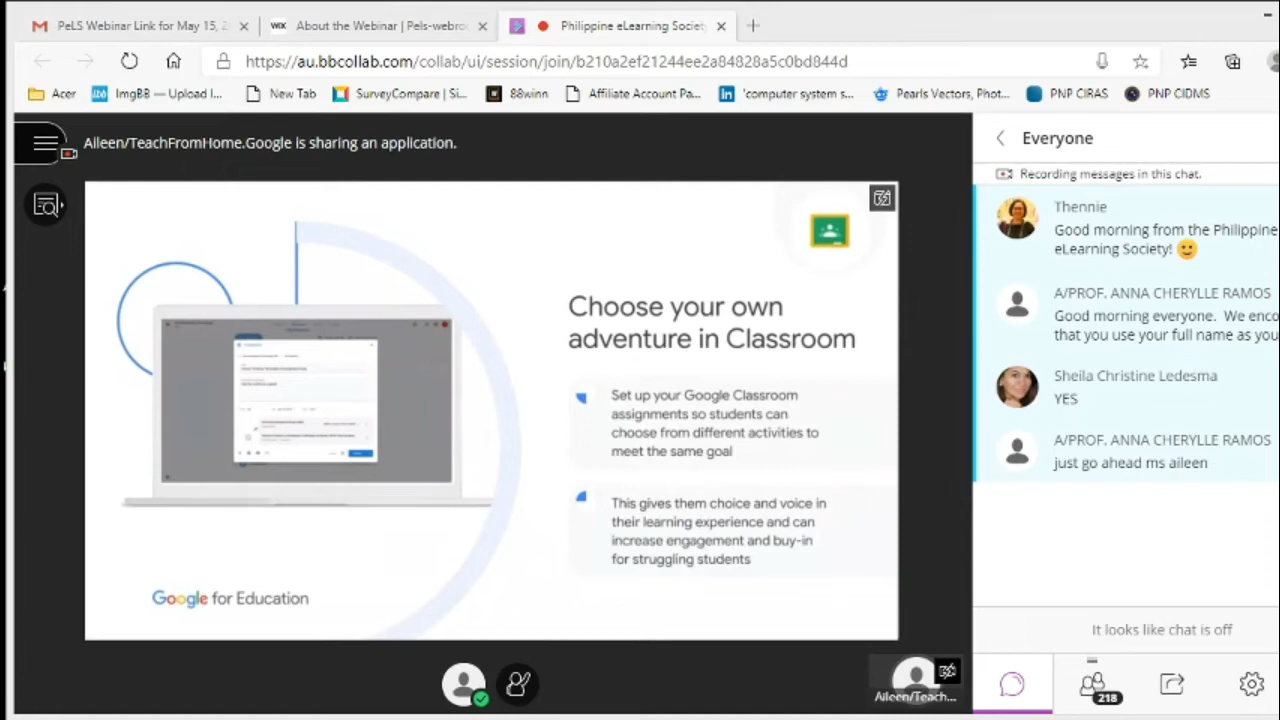 PeLS Webinar Link for May 15, 2
WIX About the Webinar | Pels-webro
Philippine eLearning Society
https://au.bbcollab.com/collab/ui/session/join/b210a2ef21244ee2a84828a5c0bd844d
Acer
ImgBB — Upload I...
New Tab
SurveyCompare | Si...
88winn
Affiliate Account Pa...
'computer system s...
Pearls Vectors, Phot...
PNP CIRAS
PNP CIDMS
Aileen/TeachFromHome.Google is sharing an application.
Choose your own
adventure in Classroom
Set up your Google Classroom
assignments so students can
choose from different activities to
meet the same goal
This gives them choice and voice in
their learning experience and can
increase engagement and buy-in
for struggling students
Google for Education
Aileen/Teach...
Everyone
Recording messages in this chat.
Thennie
Good morning from the Philippine
eLearning Society! 🙂
A/PROF. ANNA CHERYLLE RAMOS
Good morning everyone. We enco
that you use your full name as you
Sheila Christine Ledesma
YES
A/PROF. ANNA CHERYLLE RAMOS
just go ahead ms aileen
It looks like chat is off
218